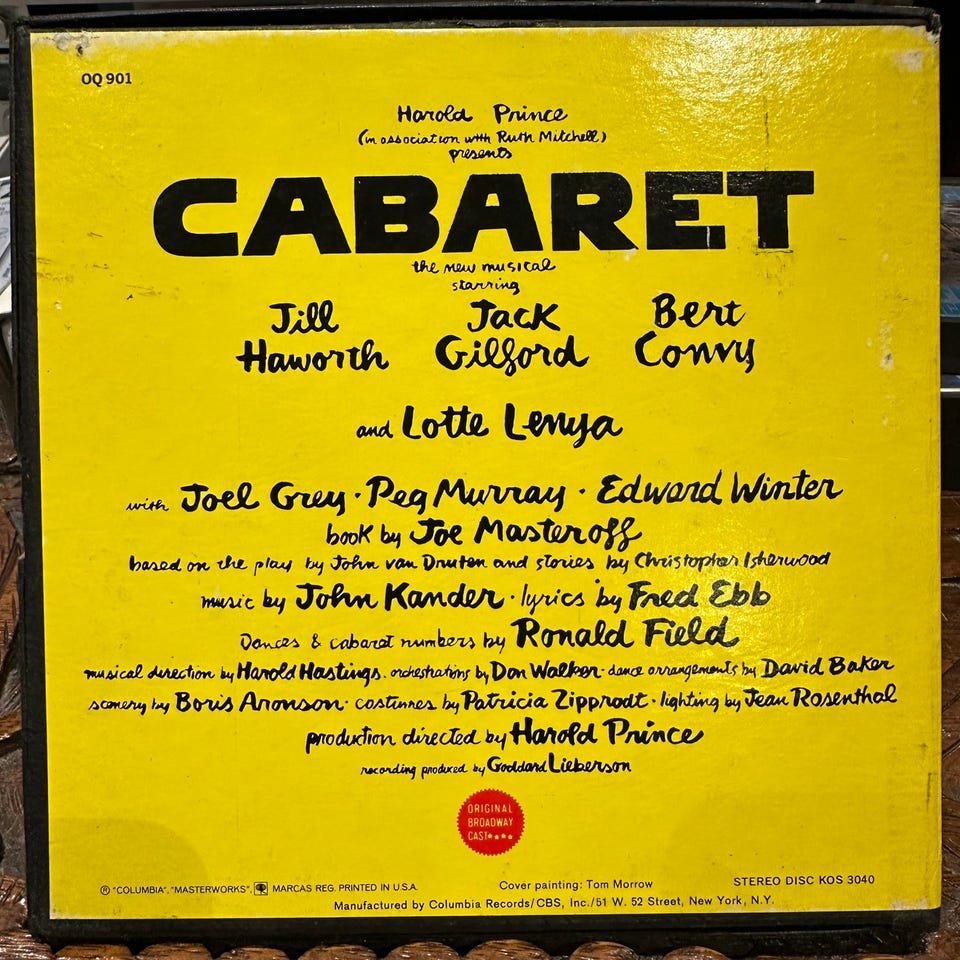 OQ 901
Harold Prince
(in association with Ruth Mitchell)
presents
CABARET
the new musical
starring
Jill Haworth
Jack Gilford
Bert Convy
and Lotte Lenya
with Joel Grey · Peg Murray · Edward Winter
book by Joe Masteroff
based on the play by John van Druten and stories by Christopher Isherwood
music by John Kander · lyrics by Fred Ebb
Dances & cabaret numbers by Ronald Field
musical direction by Harold Hastings · orchestrations by Don Walker · dance arrangements by David Baker
scenery by Boris Aronson · costumes by Patricia Zipprodt · lighting by Jean Rosenthal
production directed by Harold Prince
recording produced by Goddard Lieberson
ORIGINAL
BROADWAY
CAST★★★★
® "COLUMBIA", "MASTERWORKS", MARCAS REG. PRINTED IN U.S.A.
Cover painting: Tom Morrow
STEREO DISC KOS 3040
Manufactured by Columbia Records/CBS, Inc./51 W. 52 Street, New York, N.Y.